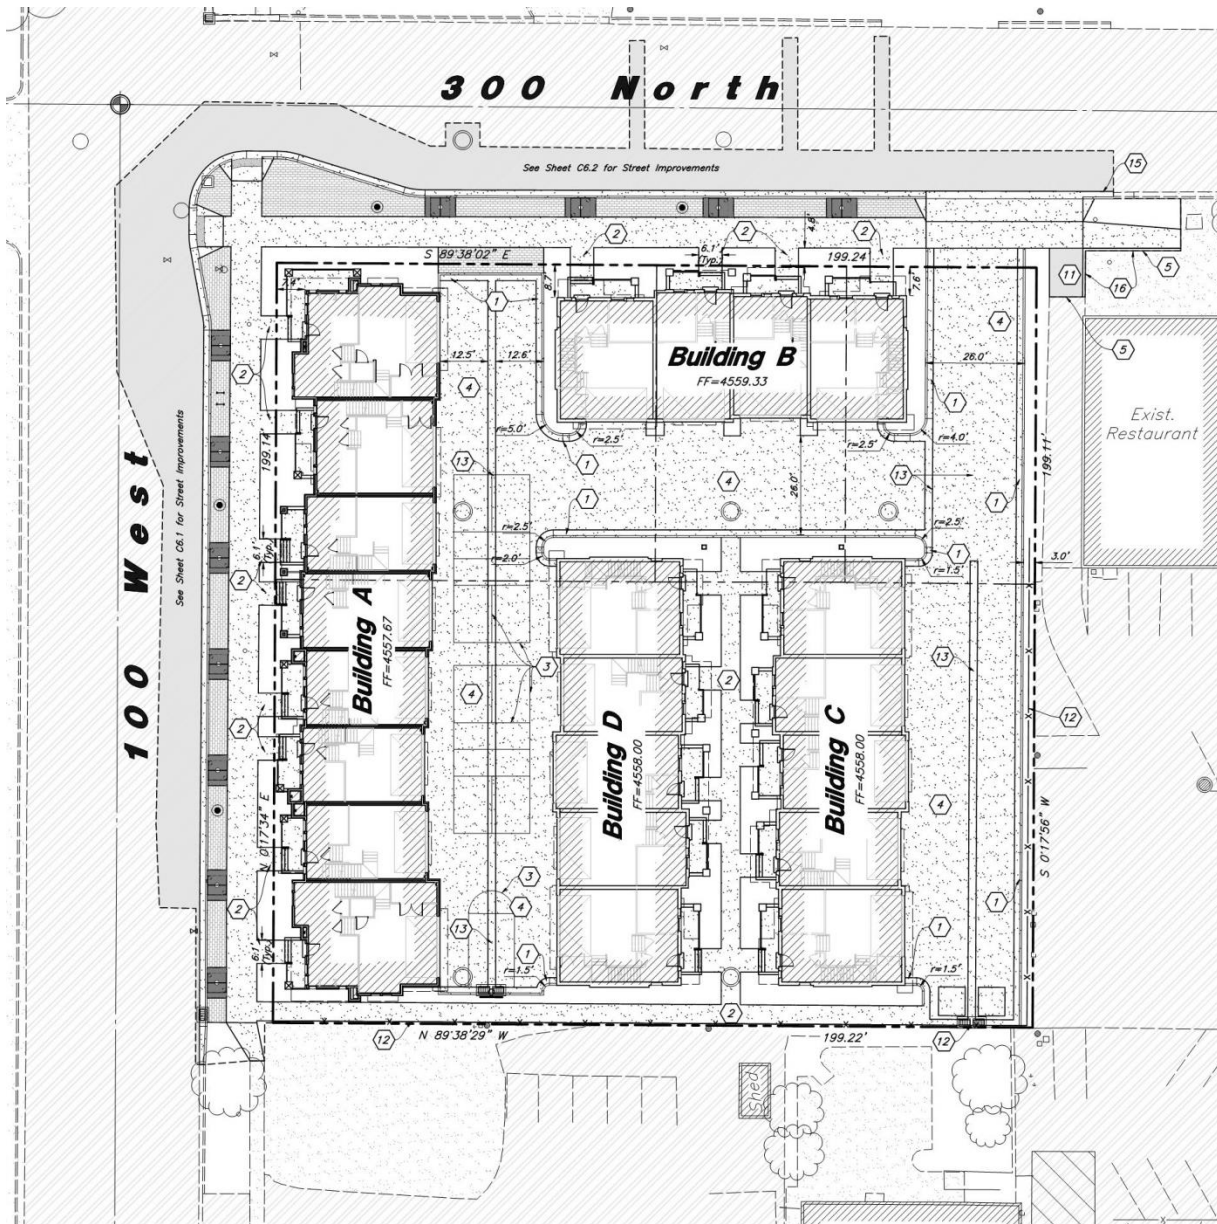 300 North
See Sheet C6.2 for Street Improvements
15
2
2
2
4.8'
6.1'
(Typ.)
S 89°38'02" E
199.24'
11
16
5
7.4'
8.7'
7.6'
1
4
5
2
12.5'
12.6'
Building B
FF=4559.33
26.0'
4
1
Exist.
Restaurant
r=5.0'
r=2.5'
r=2.5'
r=4.0'
199.14'
199.11'
13
1
4
13
1
1
26.0'
See Sheet C6.1 for Street Improvements
100 West
6.1'
(Typ.)
r=2.5'
r=2.0'
r=2.5'
1
r=1.5'
3.0'
2
Building A
FF=4557.67
3
13
2
4
2
12
Building D
FF=4558.00
Building C
FF=4558.00
4
N 0°17'34" E
S 0°17'56" W
3
4
2
1
13
1
6.1'
(Typ.)
1
r=1.5'
r=1.5'
2
12
N 89°38'29" W
199.22'
12
Shed